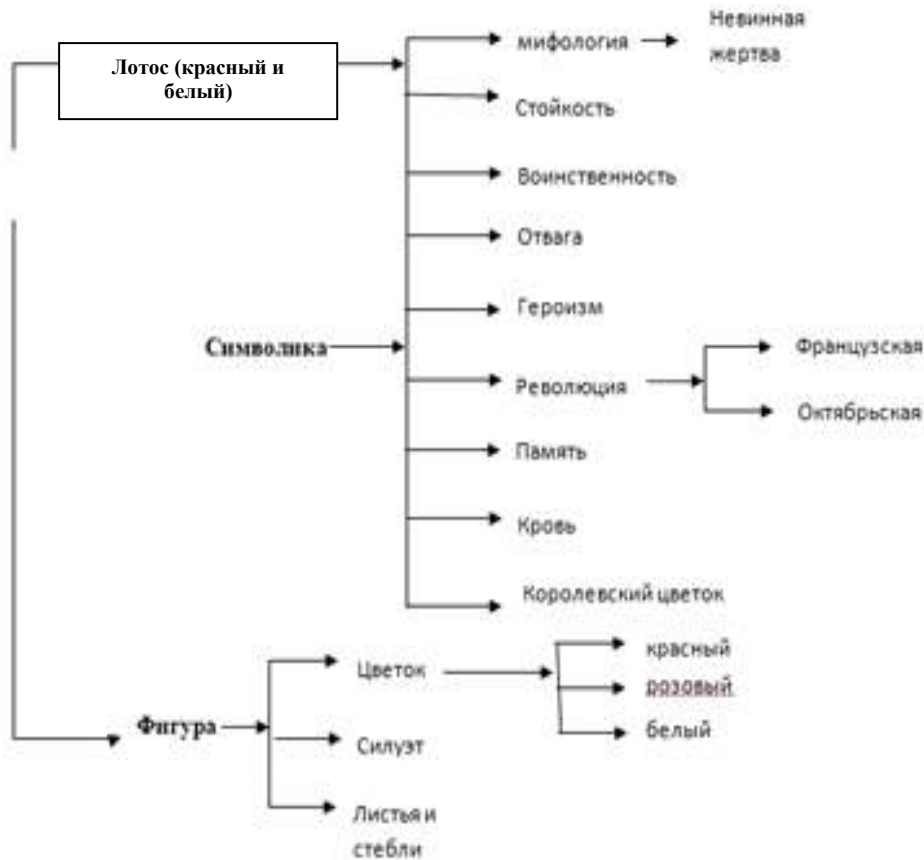 Лотос (красный и
белый)
мифология
Невинная
жертва
Стойкость
Воинственность
Отвага
Героизм
Символика
Революция
Французская
Октябрьская
Память
Кровь
Королевский цветок
Фигура
Цветок
красный
розовый
белый
Силуэт
Листья и
стебли